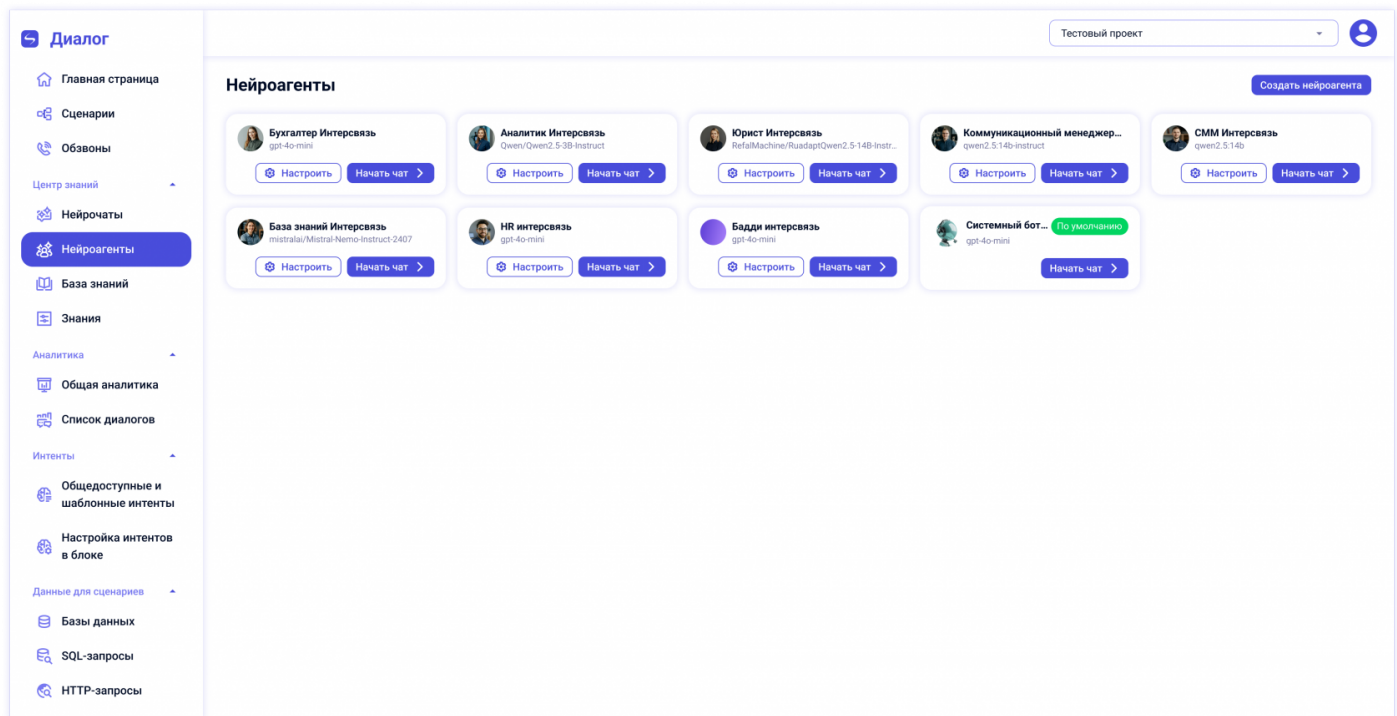 Диалог
Тестовый проект
Главная страница
Сценарии
Обзвоны
Центр знаний
Нейрочаты
Нейроагенты
База знаний
Знания
Аналитика
Общая аналитика
Список диалогов
Интенты
Общедоступные и
шаблонные интенты
Настройка интентов
в блоке
Данные для сценариев
Базы данных
SQL-запросы
HTTP-запросы
Нейроагенты
Создать нейроагента
Бухгалтер Интерсвязь
gpt-4o-mini
Настроить
Начать чат
Аналитик Интерсвязь
Qwen/Qwen2.5-3B-Instruct
Настроить
Начать чат
Юрист Интерсвязь
RefalMachine/RuadaptQwen2.5-14B-Instr...
Настроить
Начать чат
Коммуникационный менеджер...
qwen2.5:14b-instruct
Настроить
Начать чат
СММ Интерсвязь
qwen2.5:14b
Настроить
Начать чат
База знаний Интерсвязь
mistralai/Mistral-Nemo-Instruct-2407
Настроить
Начать чат
HR интерсвязь
gpt-4o-mini
Настроить
Начать чат
Бадди интерсвязь
gpt-4o-mini
Настроить
Начать чат
Системный бот...
По умолчанию
gpt-4o-mini
Начать чат